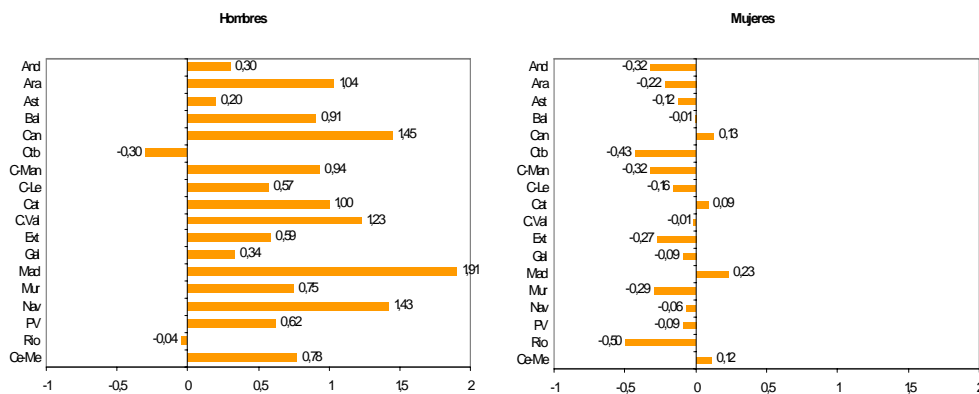 Hombres
And 0,30
Ara 1,04
Ast 0,20
Bal 0,91
Can 1,45
Ctb -0,30
C-Man 0,94
C-Le 0,57
Cat 1,00
C.Val 1,23
Ext 0,59
Gal 0,34
Mad 1,91
Mur 0,75
Nav 1,43
PV 0,62
Rio -0,04
Ce-Me 0,78
-1 -0,5 0 0,5 1 1,5 2
Mujeres
And -0,32
Ara -0,22
Ast -0,12
Bal -0,01
Can 0,13
Ctb -0,43
C-Man -0,32
C-Le -0,16
Cat 0,09
C.Val -0,01
Ext -0,27
Gal -0,09
Mad 0,23
Mur -0,29
Nav -0,06
PV -0,09
Rio -0,50
Ce-Me 0,12
-1 -0,5 0 0,5 1 1,5 2